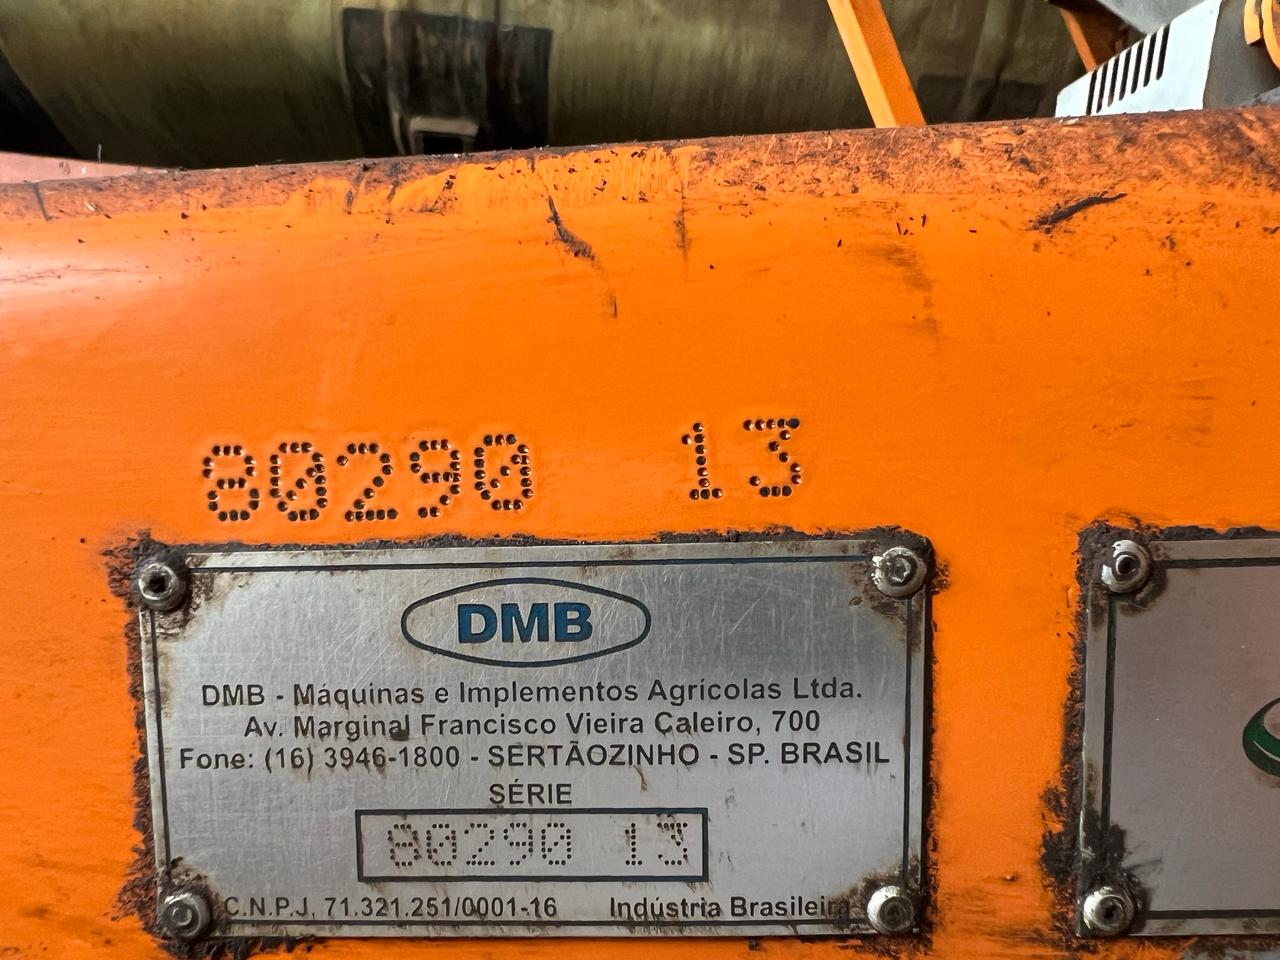 80290 13
DMB
DMB - Máquinas e Implementos Agrícolas Ltda.
Av. Marginal Francisco Vieira Caleiro, 700
Fone: (16) 3946-1800 - SERTÃOZINHO - SP. BRASIL
SÉRIE
80290 13
C.N.P.J. 71.321.251/0001-16 Indústria Brasileira